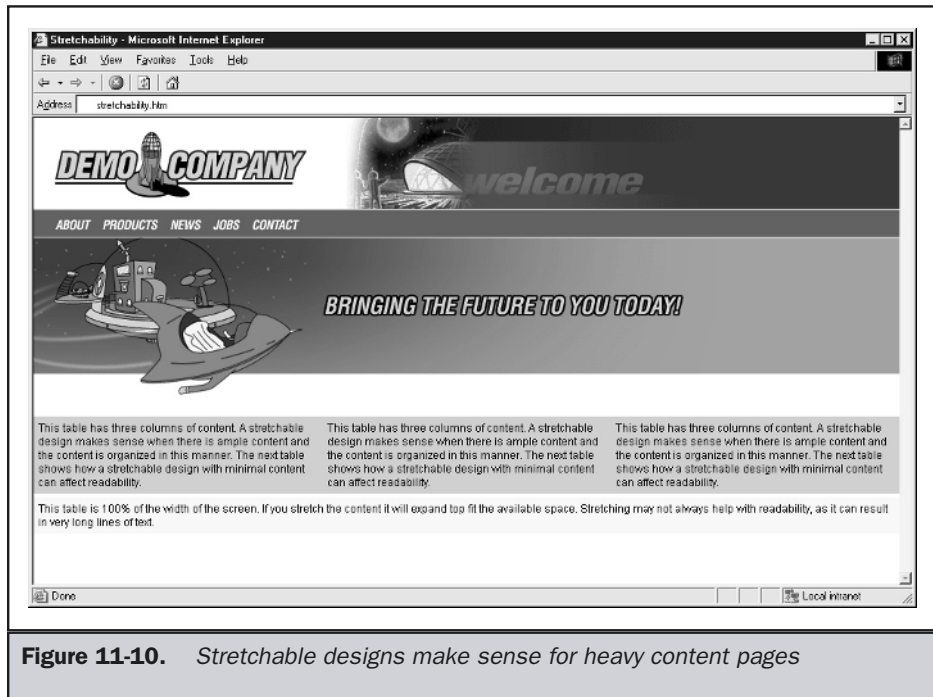 Stretchability - Microsoft Internet Explorer
File Edit View Favorites Tools Help
Address stretchability.htm
DEMO COMPANY
welcome
ABOUT PRODUCTS NEWS JOBS CONTACT
BRINGING THE FUTURE TO YOU TODAY!
This table has three columns of content. A stretchable
design makes sense when there is ample content and
the content is organized in this manner. The next table
shows how a stretchable design with minimal content
can affect readability.
This table has three columns of content. A stretchable
design makes sense when there is ample content and
the content is organized in this manner. The next table
shows how a stretchable design with minimal content
can affect readability.
This table has three columns of content. A stretchable
design makes sense when there is ample content and
the content is organized in this manner. The next table
shows how a stretchable design with minimal content
can affect readability.
This table is 100% of the width of the screen. If you stretch the content it will expand top fit the available space. Stretching may not always help with readability, as it can result
in very long lines of text.
Done
Local intranet
Figure 11-10. Stretchable designs make sense for heavy content pages